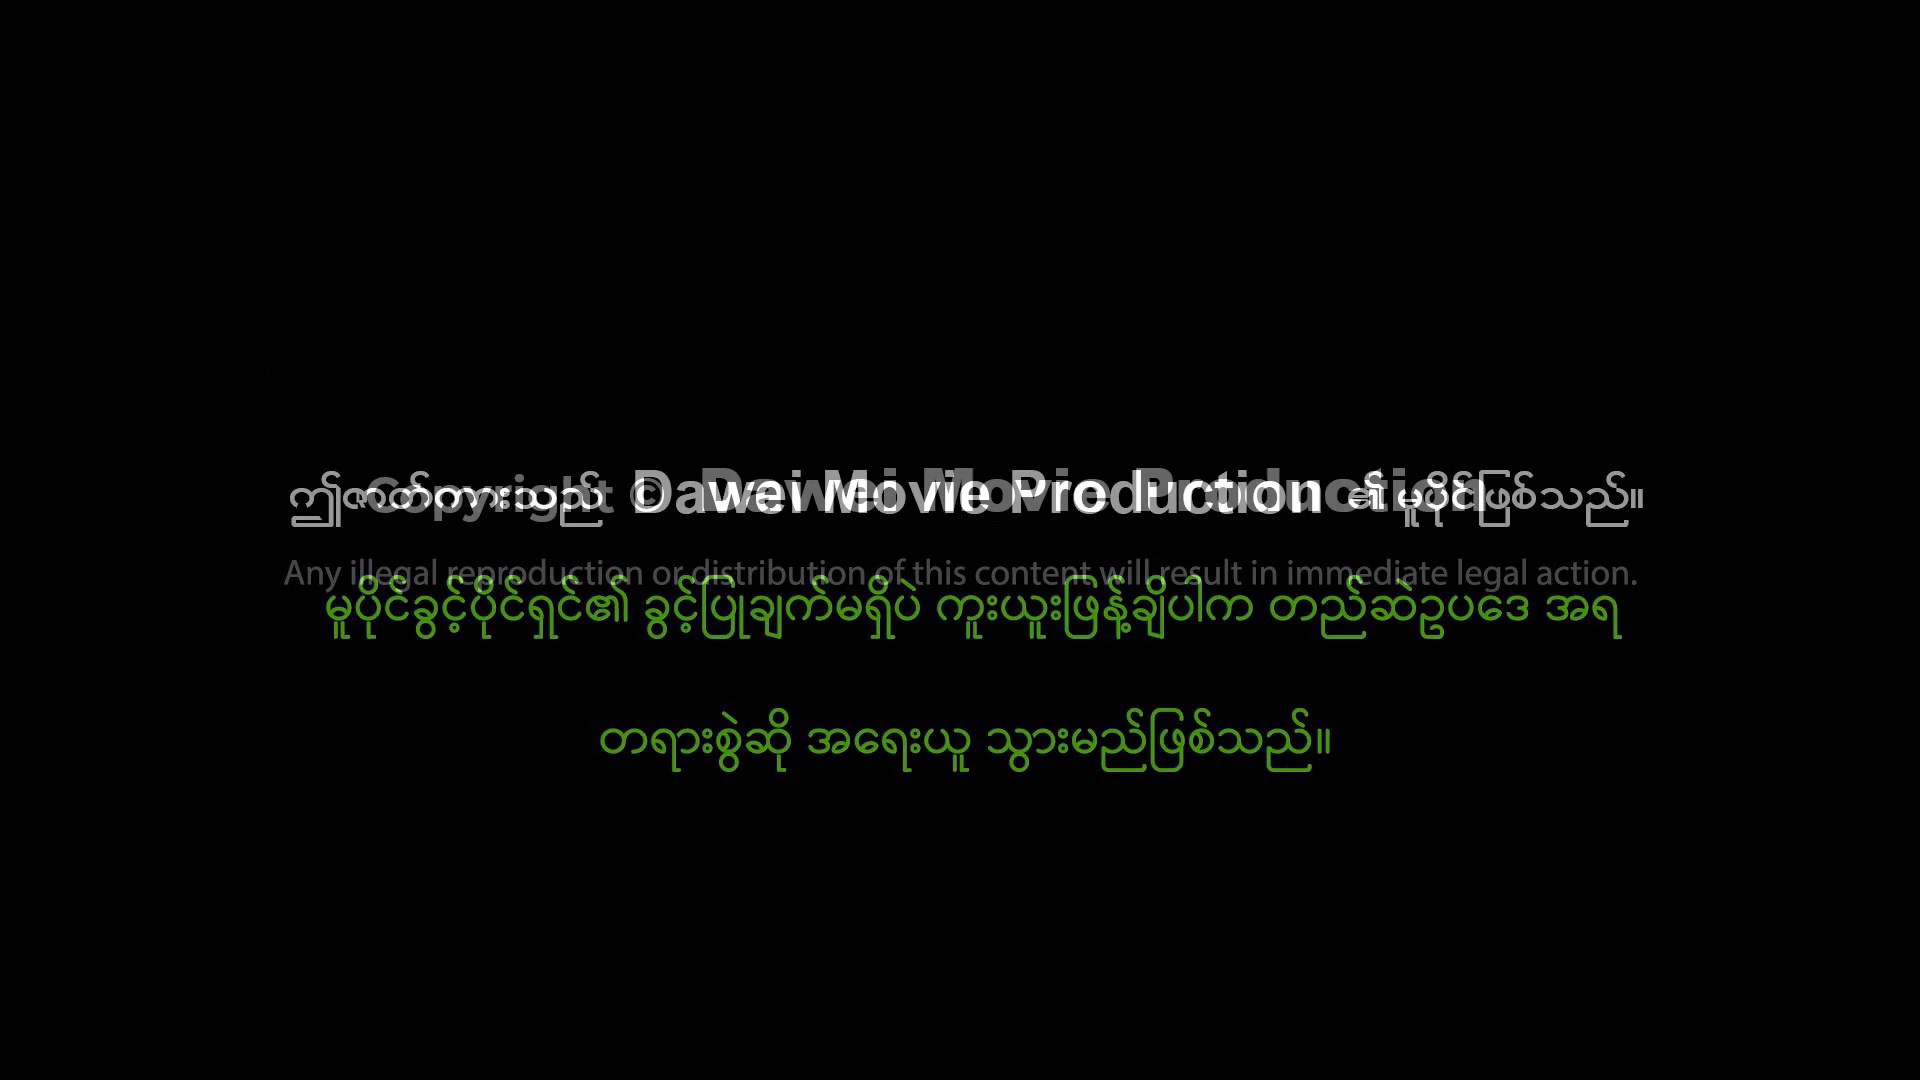 ဤဇာတ်ကားသည် Dawei Movie Production ၏ မူပိုင်ဖြစ်သည်။
Copyright © Dawei Movie Production
Any illegal reproduction or distribution of this content will result in immediate legal action.
မူပိုင်ခွင့်ပိုင်ရှင်၏ ခွင့်ပြုချက်မရှိပဲ ကူးယူးဖြန့်ချိပါက တည်ဆဲဥပဒေ အရ
တရားစွဲဆို အရေးယူ သွားမည်ဖြစ်သည်။